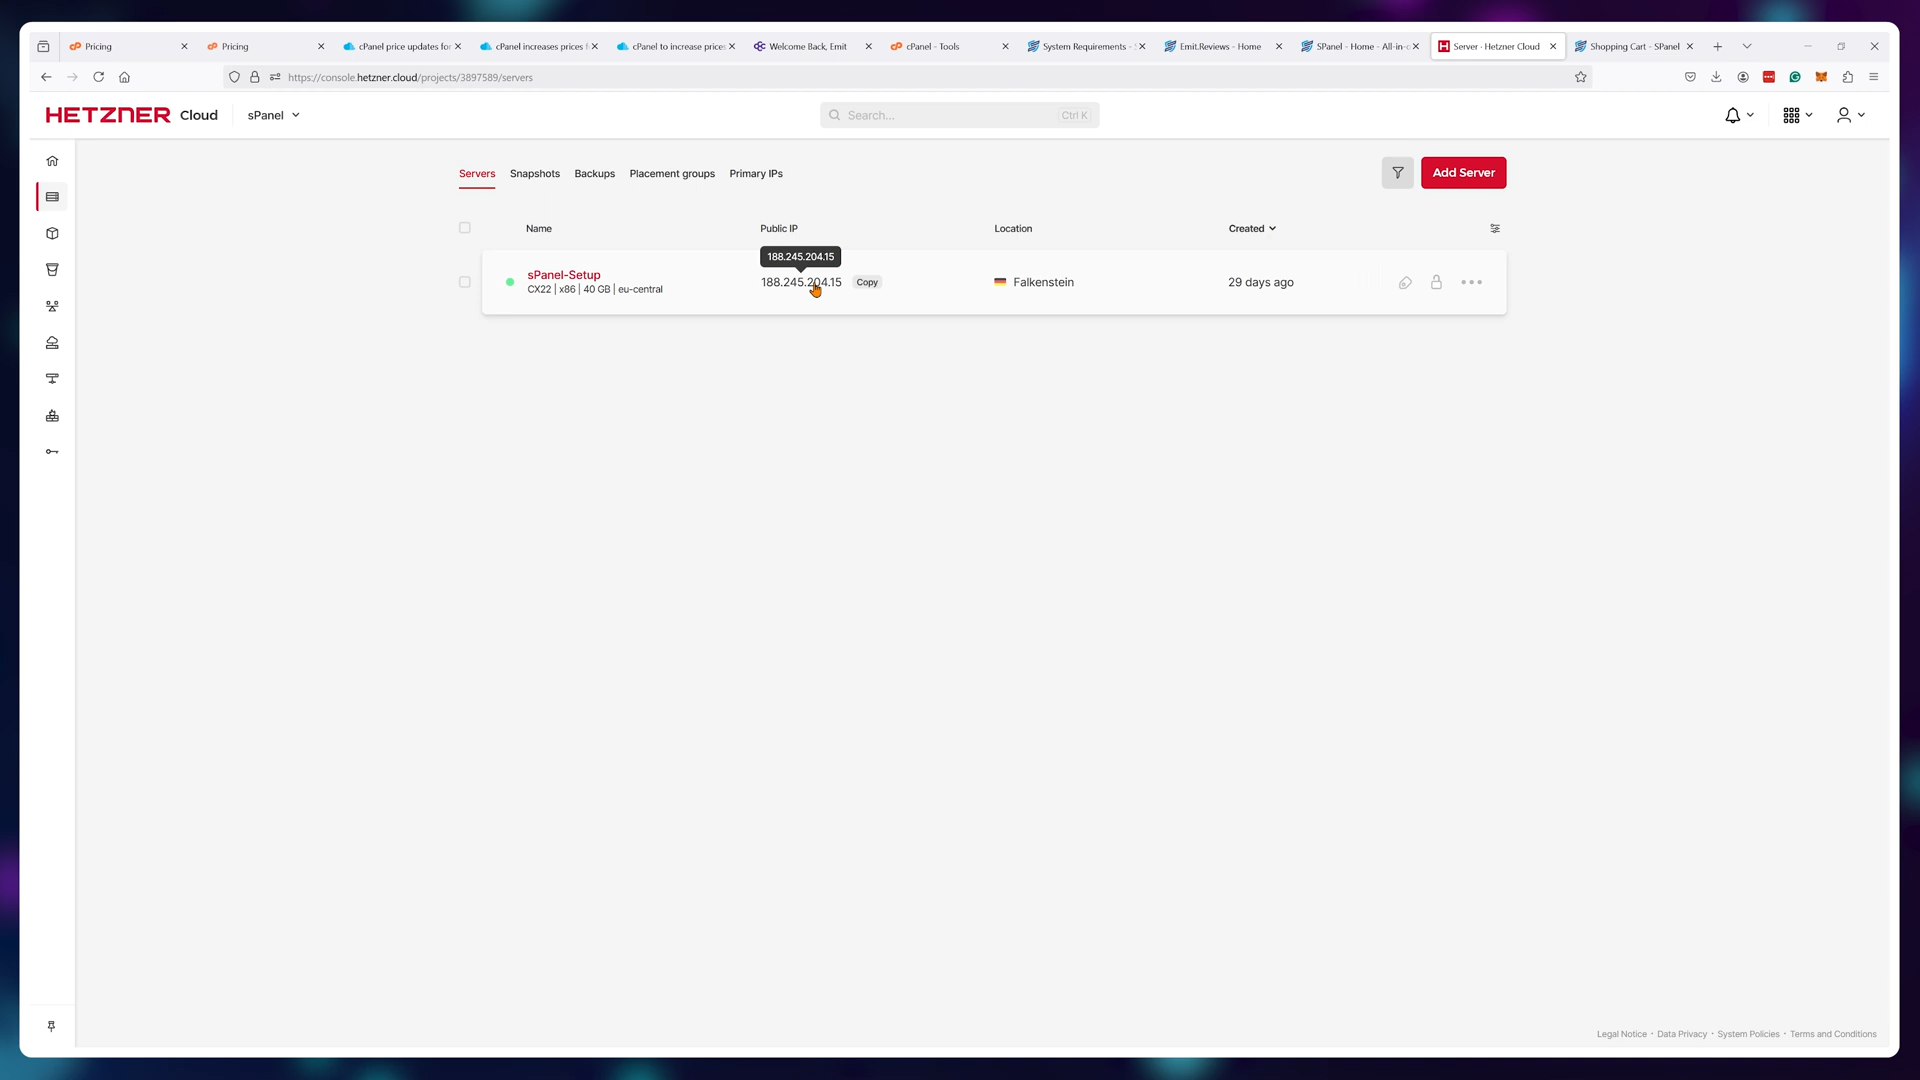 Pricing
Pricing
cPanel price updates for
cPanel increases prices f
cPanel to increase prices
Welcome Back, Emit
cPanel - Tools
System Requirements - S
Emit.Reviews - Home
SPanel - Home - All-in-c
Server · Hetzner Cloud
Shopping Cart - SPanel
https://console.hetzner.cloud/projects/3897589/servers
HETZNER Cloud
sPanel
Search...
Ctrl K
Servers
Snapshots
Backups
Placement groups
Primary IPs
Add Server
Name
Public IP
Location
Created
188.245.204.15
sPanel-Setup
CX22 | x86 | 40 GB | eu-central
188.245.204.15
Copy
Falkenstein
29 days ago
Legal Notice · Data Privacy · System Policies · Terms and Conditions